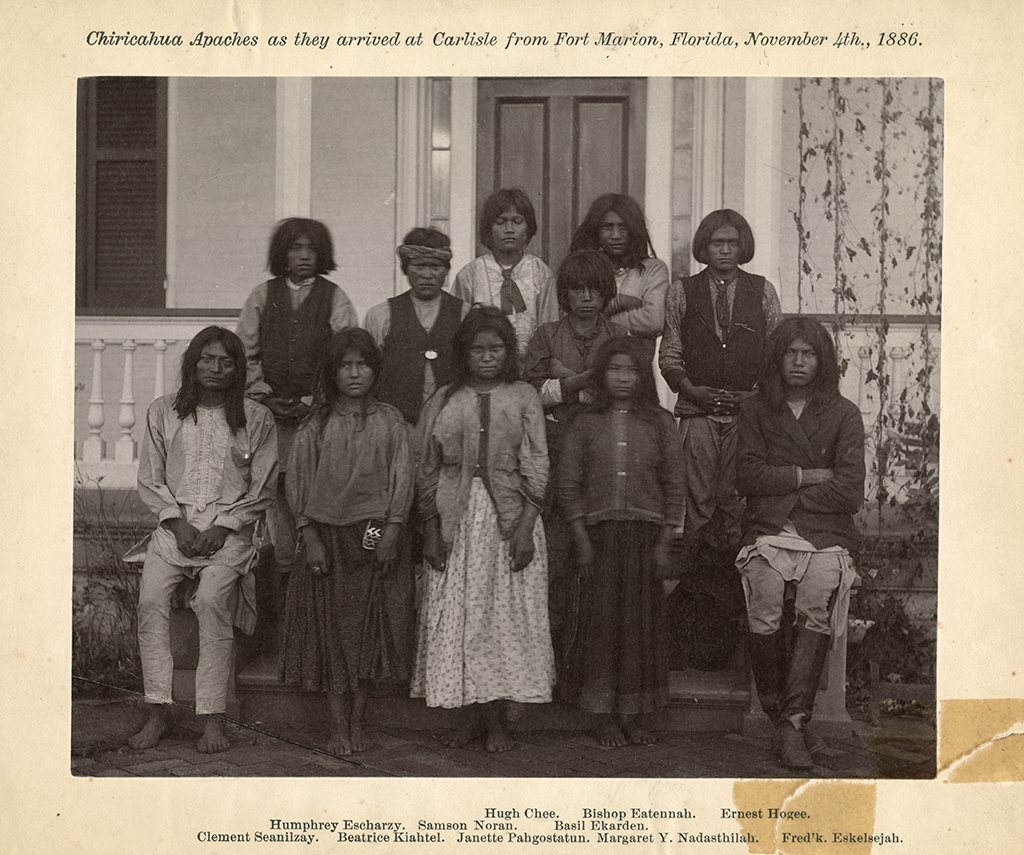 Chiricahua Apaches as they arrived at Carlisle from Fort Marion, Florida, November 4th., 1886.
Hugh Chee. Bishop Eatennah. Ernest Hogee.
Humphrey Escharzy. Samson Noran. Basil Ekarden.
Clement Seanilzay. Beatrice Kiahtel. Janette Pahgostatun. Margaret Y. Nadasthilah. Fred'k. Eskelsejah.